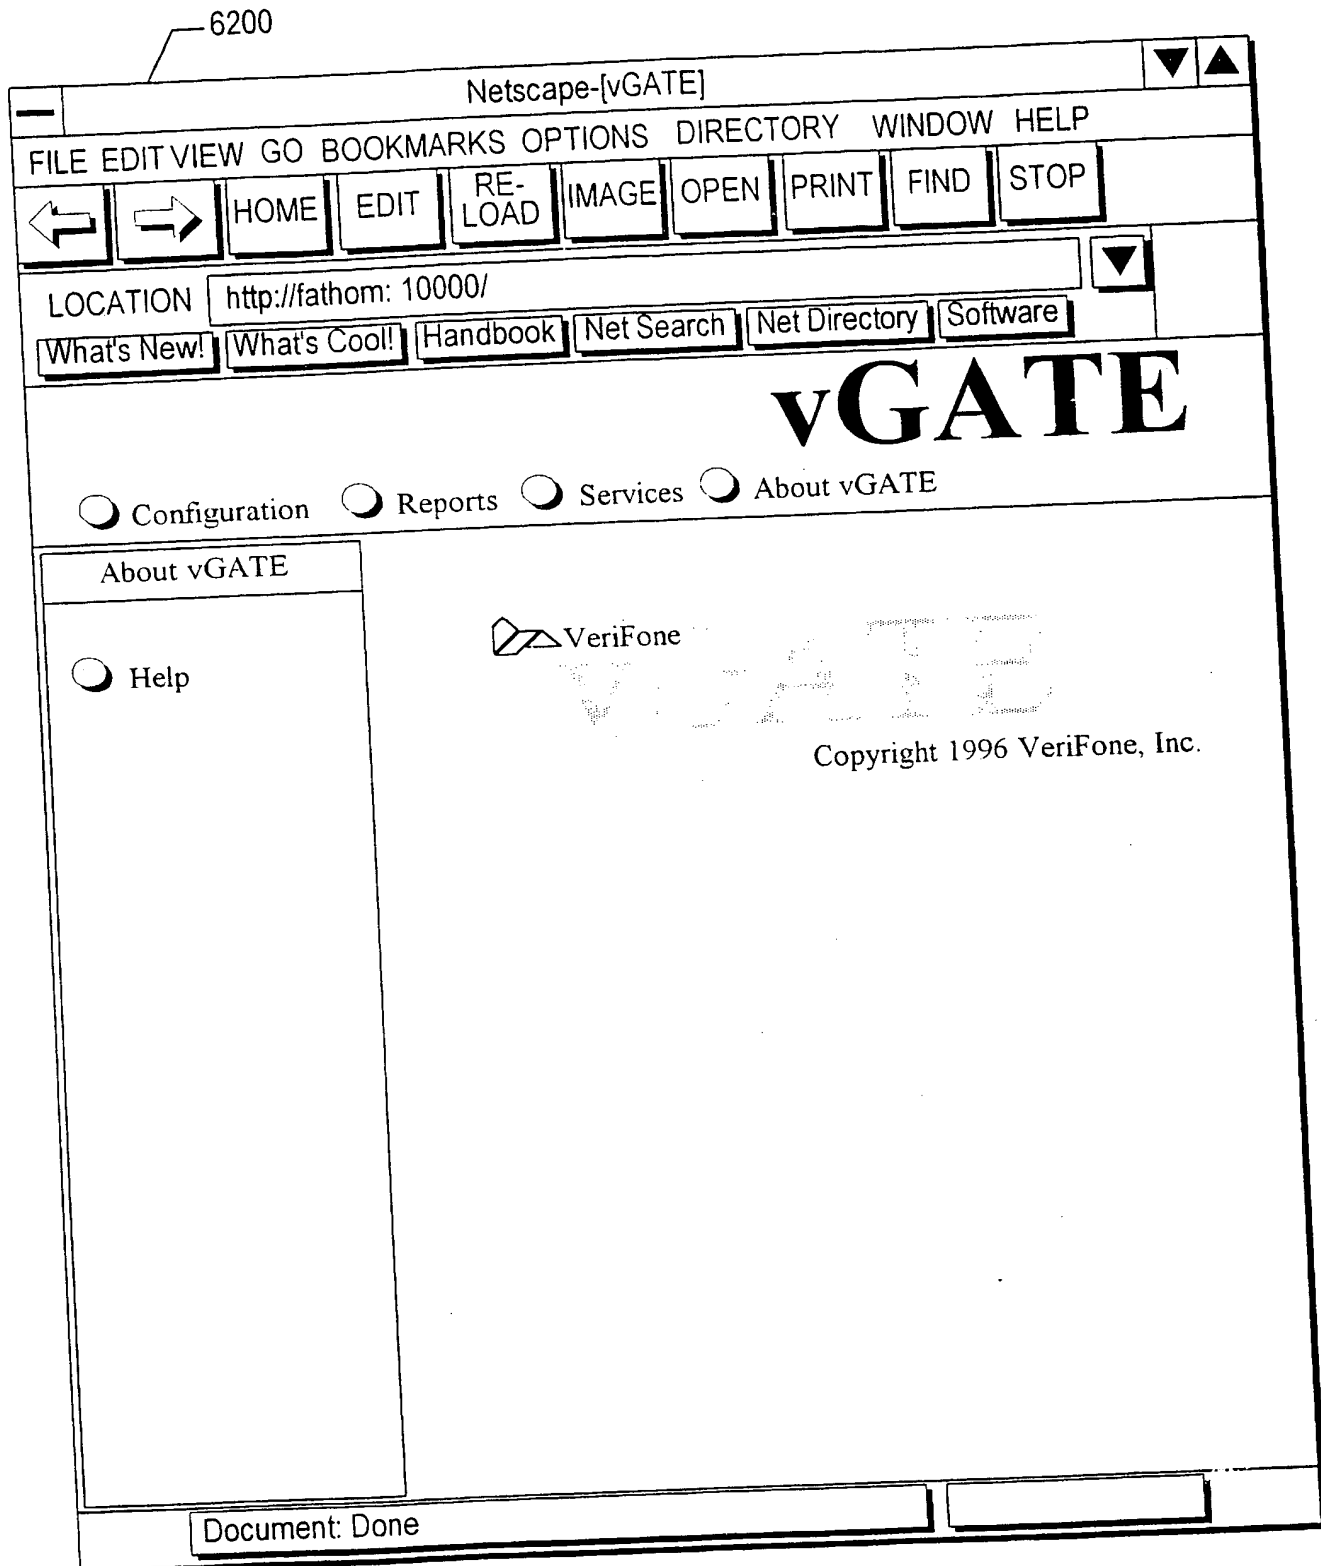 6200
Netscape-[vGATE]
FILE EDIT VIEW GO BOOKMARKS OPTIONS DIRECTORY WINDOW HELP
HOME EDIT RE-LOAD IMAGE OPEN PRINT FIND STOP
LOCATION http://fathom: 10000/
What's New! What's Cool! Handbook Net Search Net Directory Software
vGATE
Configuration Reports Services About vGATE
About vGATE
Help
VeriFone
vGATE
Copyright 1996 VeriFone, Inc.
Document: Done